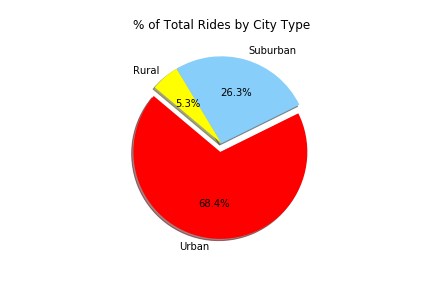 % of Total Rides by City Type
Suburban
Rural
26.3%
5.3%
68.4%
Urban